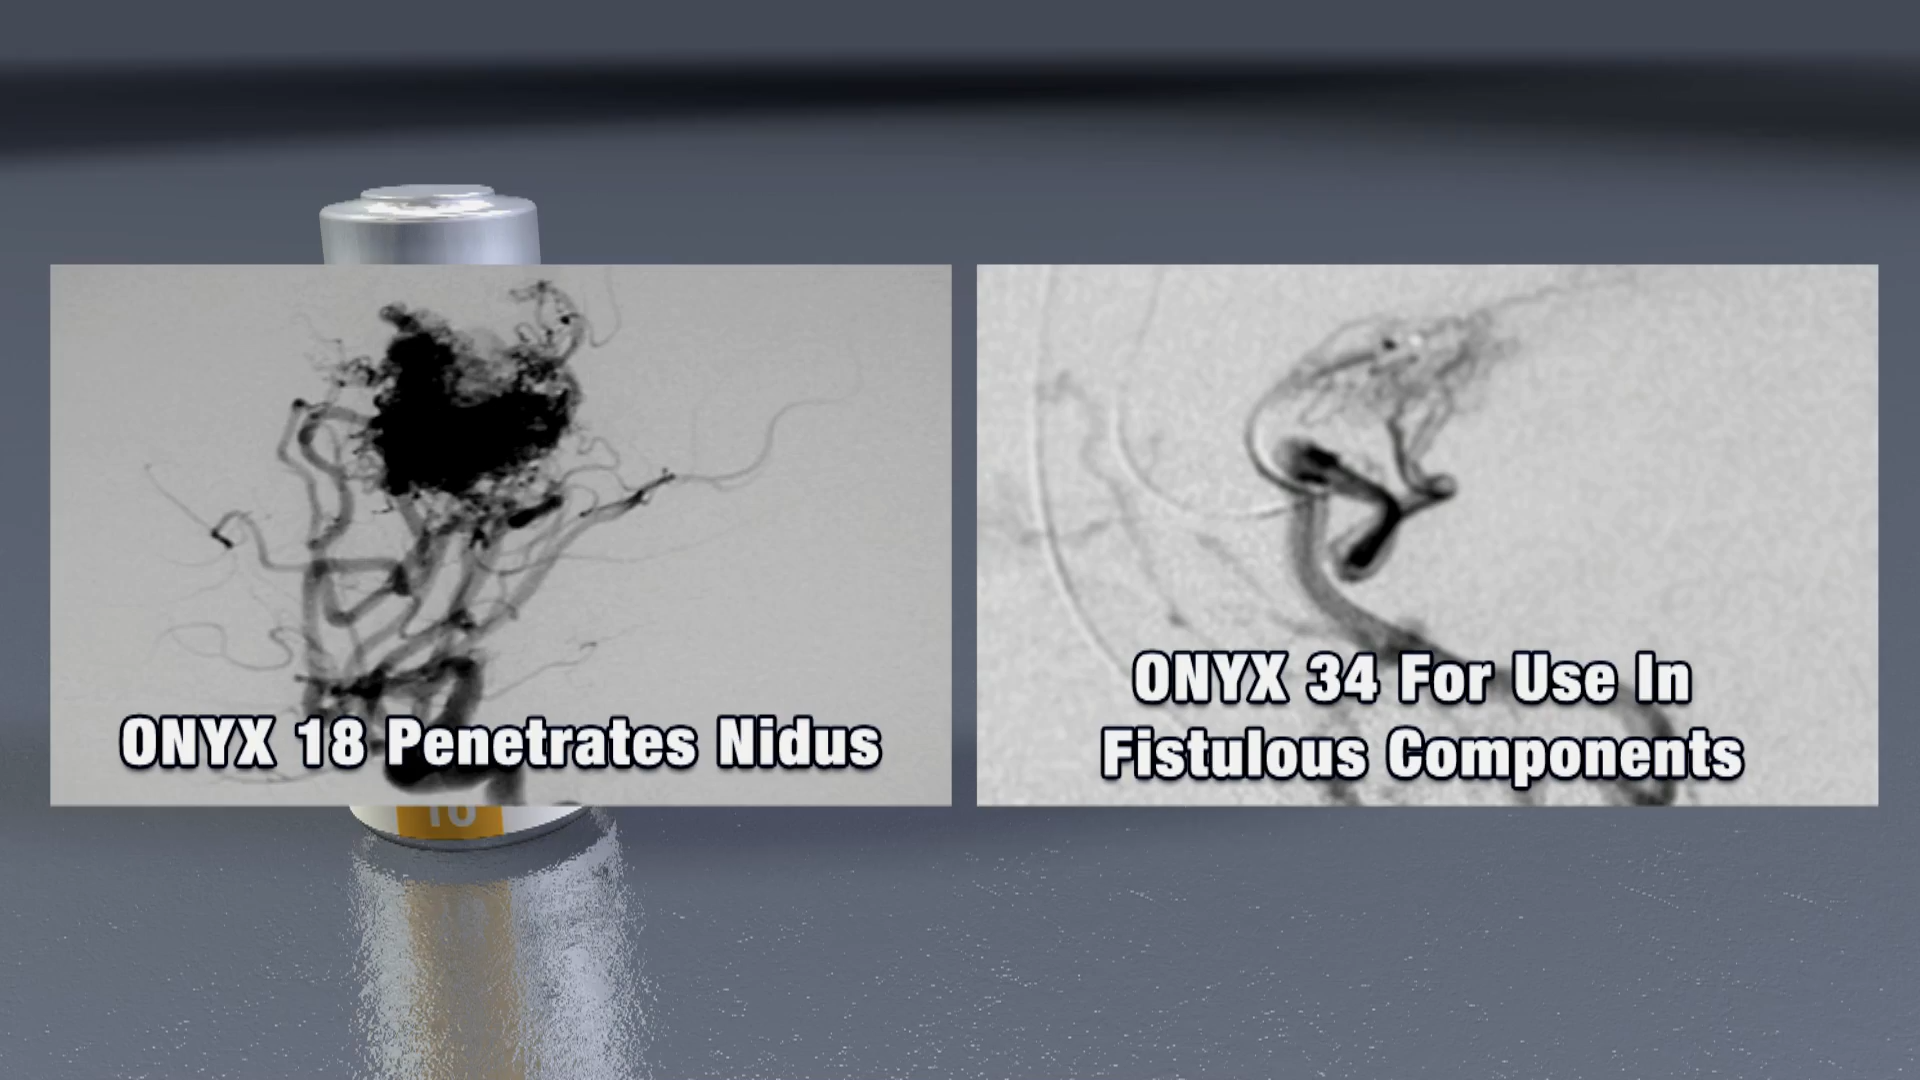 ONYX 18 Penetrates Nidus
ONYX 34 For Use In
Fistulous Components